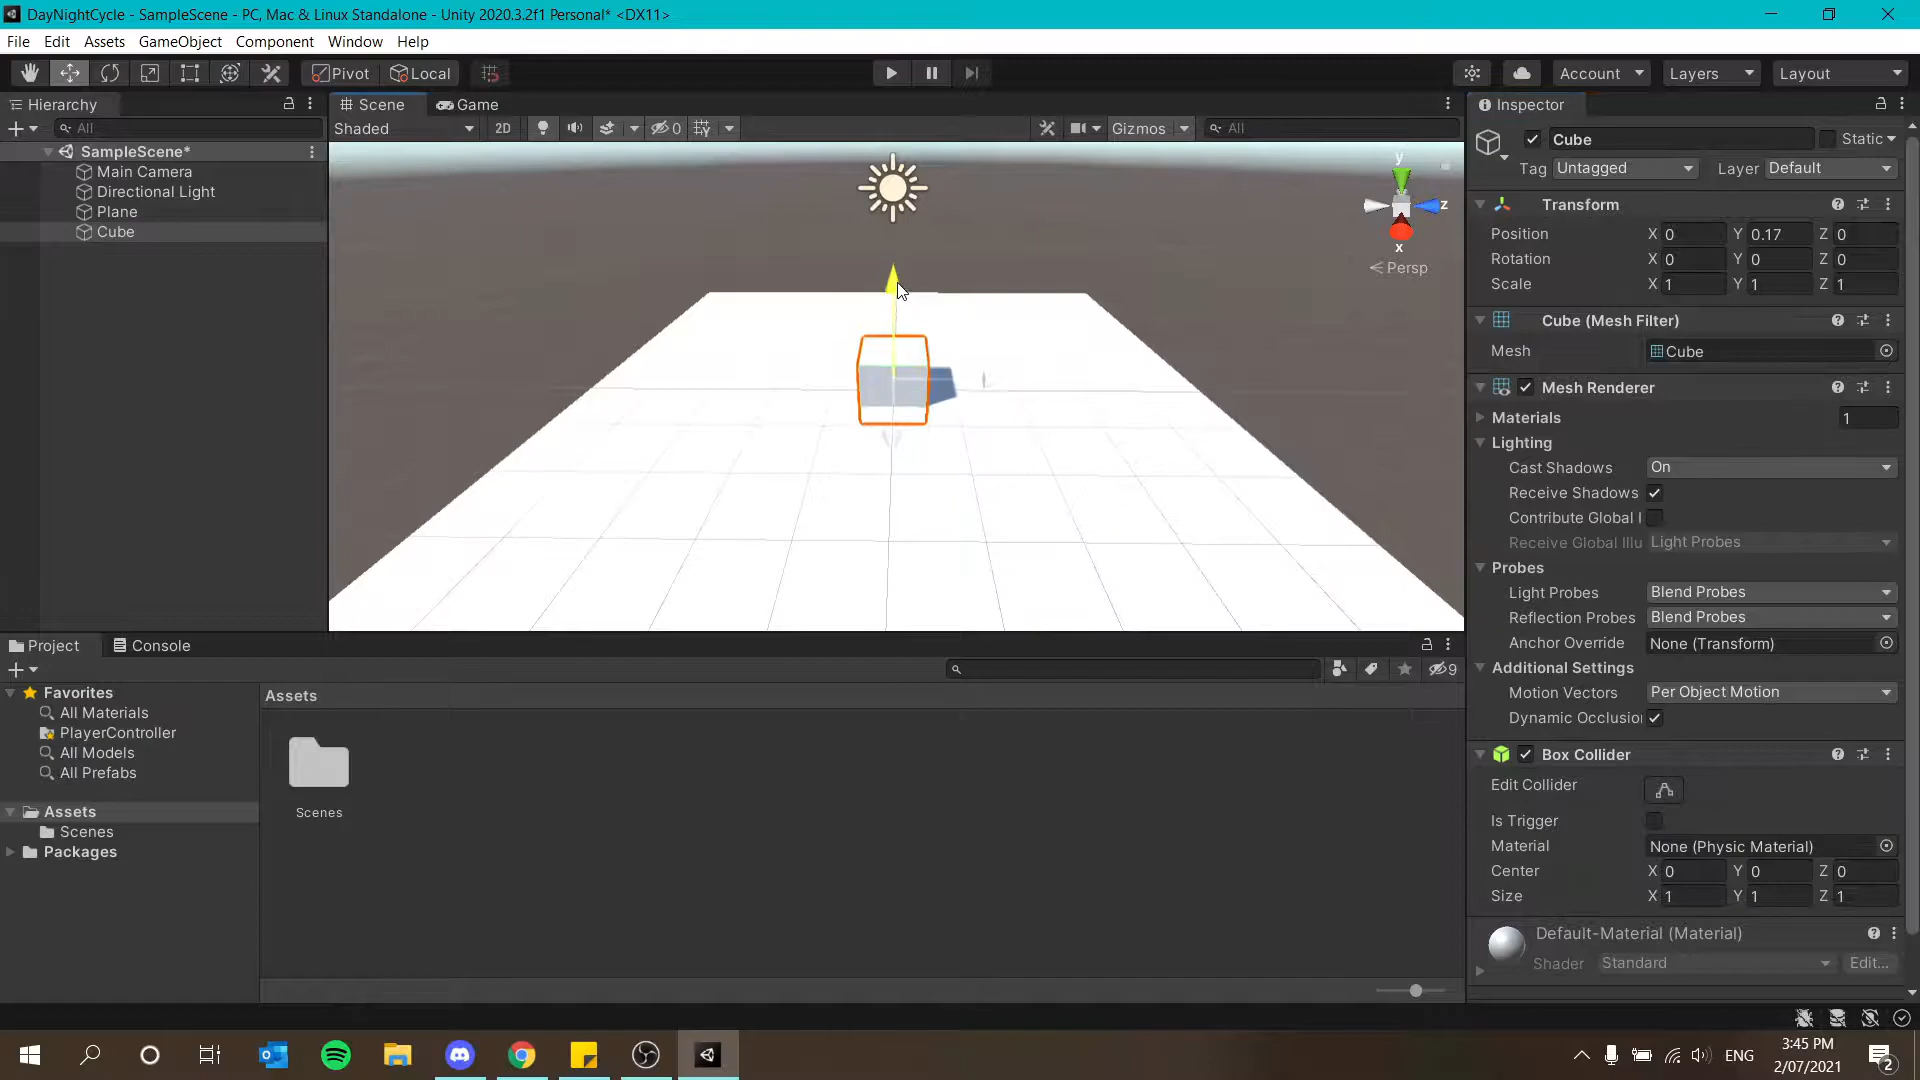 DayNightCycle - SampleScene - PC, Mac & Linux Standalone - Unity 2020.3.2f1 Personal* <DX11>
File Edit Assets GameObject Component Window Help
Pivot Local Account Layers Layout
Hierarchy
All
SampleScene*
Main Camera
Directional Light
Plane
Cube
Scene Game
Shaded 2D 0 Gizmos All
y
z
x
Persp
Inspector
Cube Static
Tag Untagged Layer Default
Transform
Position X 0 Y 0.17 Z 0
Rotation X 0 Y 0 Z 0
Scale X 1 Y 1 Z 1
Cube (Mesh Filter)
Mesh Cube
Mesh Renderer
Materials 1
Lighting
Cast Shadows On
Receive Shadows
Contribute Global I
Receive Global Illu Light Probes
Probes
Light Probes Blend Probes
Reflection Probes Blend Probes
Anchor Override None (Transform)
Additional Settings
Motion Vectors Per Object Motion
Dynamic Occlusio
Box Collider
Edit Collider
Is Trigger
Material None (Physic Material)
Center X 0 Y 0 Z 0
Size X 1 Y 1 Z 1
Default-Material (Material)
Shader Standard Edit...
Project Console
9
Favorites
All Materials
PlayerController
All Models
All Prefabs
Assets
Scenes
Packages
Assets
Scenes
ENG
3:45 PM
2/07/2021
2